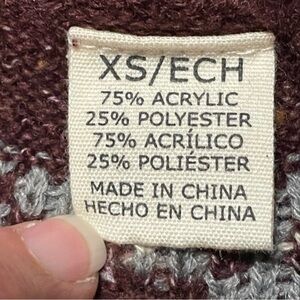 XS/ECH
75% ACRYLIC
25% POLYESTER
75% ACRÍLICO
25% POLIÉSTER
MADE IN CHINA
HECHO EN CHINA